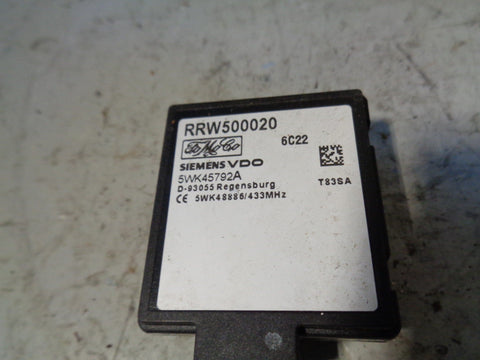 RRW500020
FoMoCo
6C22
SIEMENS VDO
5WK45792A
D-93055 Regensburg
T83SA
CE 5WK48886/433MHz